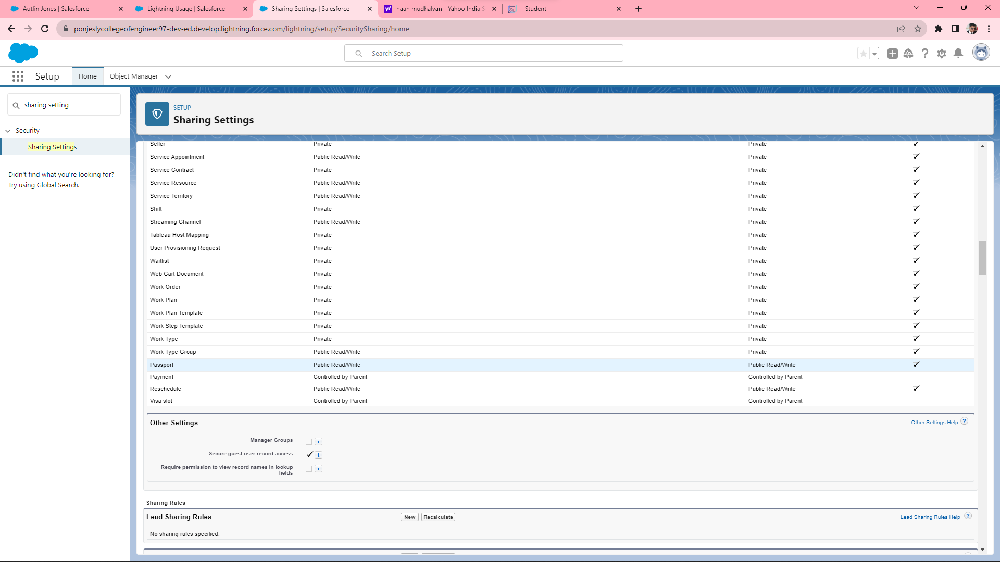 Autlin Jones | Salesforce
Lightning Usage | Salesforce
Sharing Settings | Salesforce
naan mudhalvan - Yahoo India S
- Student
ponjeslycollegeofengineer97-dev-ed.develop.lightning.force.com/lightning/setup/SecuritySharing/home
Search Setup
Setup
Home
Object Manager
sharing setting
Security
Sharing Settings
Didn't find what you're looking for?
Try using Global Search.
SETUP
Sharing Settings
Seller Private Private
Service Appointment Public Read/Write Private
Service Contract Private Private
Service Resource Public Read/Write Private
Service Territory Public Read/Write Private
Shift Private Private
Streaming Channel Public Read/Write Private
Tableau Host Mapping Private Private
User Provisioning Request Private Private
Waitlist Private Private
Web Cart Document Private Private
Work Order Private Private
Work Plan Private Private
Work Plan Template Private Private
Work Step Template Private Private
Work Type Private Private
Work Type Group Public Read/Write Private
Passport Public Read/Write Public Read/Write
Payment Controlled by Parent Controlled by Parent
Reschedule Public Read/Write Public Read/Write
Visa slot Controlled by Parent Controlled by Parent
Other Settings
Other Settings Help ?
Manager Groups i
Secure guest user record access i
Require permission to view record names in lookup
fields i
Sharing Rules
Lead Sharing Rules New Recalculate Lead Sharing Rules Help ?
No sharing rules specified.